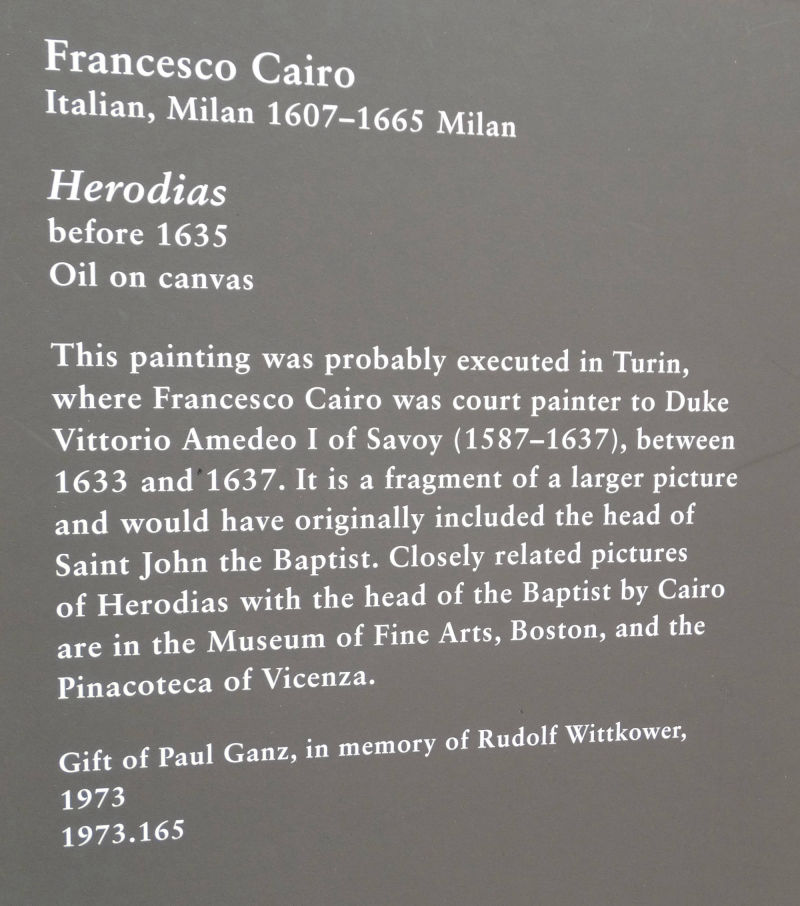 Francesco Cairo
Italian, Milan 1607–1665 Milan
Herodias
before 1635
Oil on canvas
This painting was probably executed in Turin,
where Francesco Cairo was court painter to Duke
Vittorio Amedeo I of Savoy (1587–1637), between
1633 and 1637. It is a fragment of a larger picture
and would have originally included the head of
Saint John the Baptist. Closely related pictures
of Herodias with the head of the Baptist by Cairo
are in the Museum of Fine Arts, Boston, and the
Pinacoteca of Vicenza.
Gift of Paul Ganz, in memory of Rudolf Wittkower,
1973
1973.165